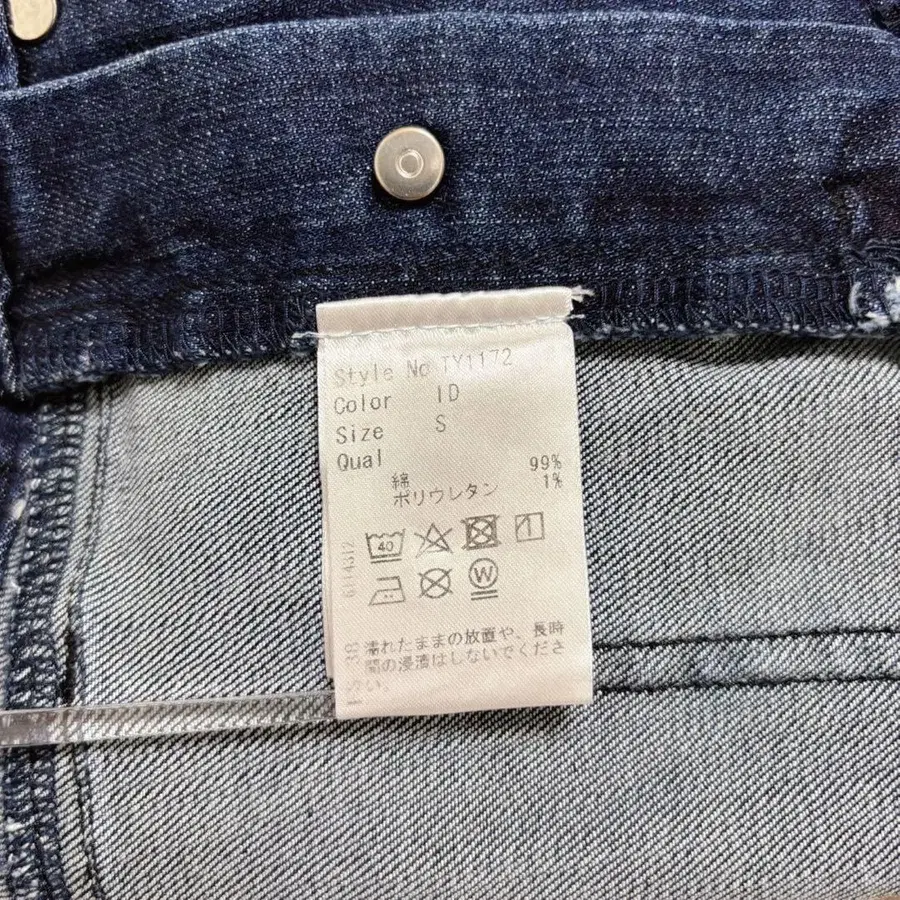 Style No TY1172
Color ID
Size S
Qual
綿 99%
ポリウレタン 1%
40
W
濡れたままの放置や、長時
間の浸漬はしないでくださ
い。